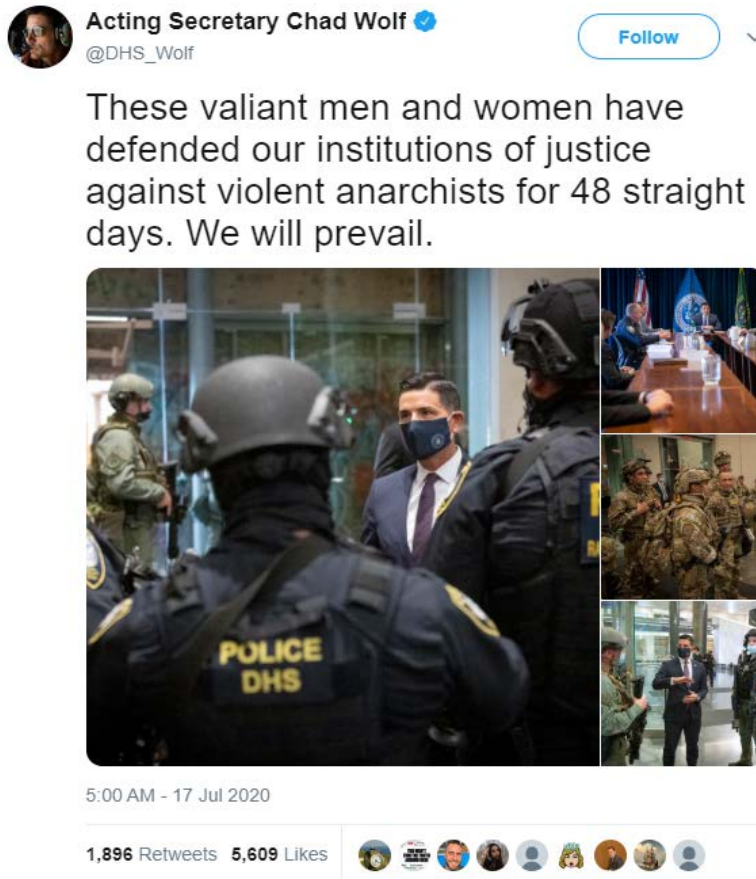 Acting Secretary Chad Wolf
@DHS_Wolf
Follow
These valiant men and women have
defended our institutions of justice
against violent anarchists for 48 straight
days. We will prevail.
POLICE
DHS
5:00 AM - 17 Jul 2020
1,896 Retweets 5,609 Likes